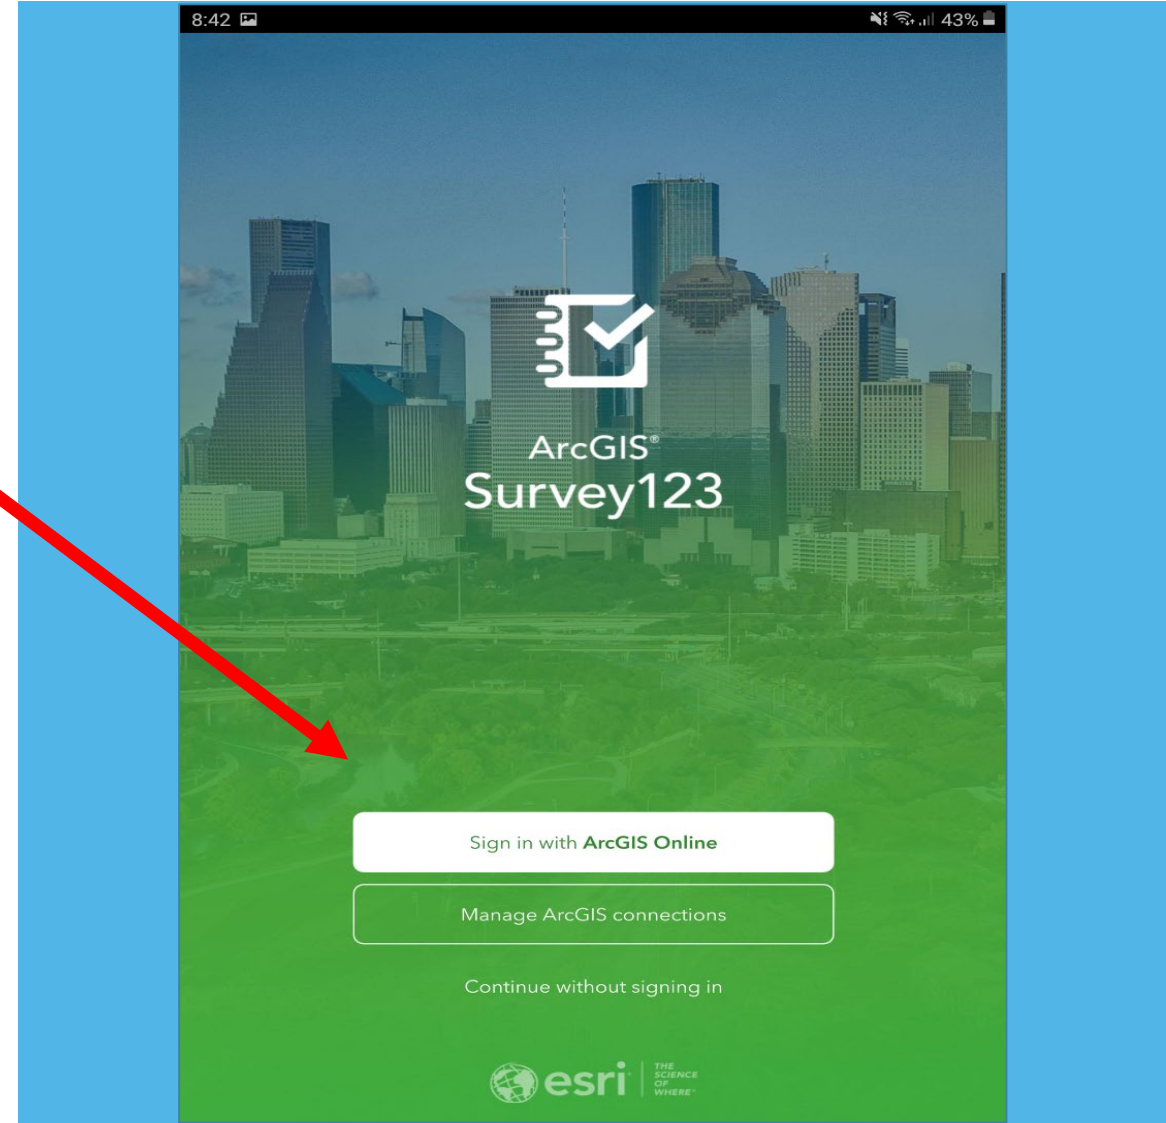 8:42 43%
ArcGIS®
Survey123
Sign in with ArcGIS Online
Manage ArcGIS connections
Continue without signing in
esri THE
SCIENCE
OF
WHERE™